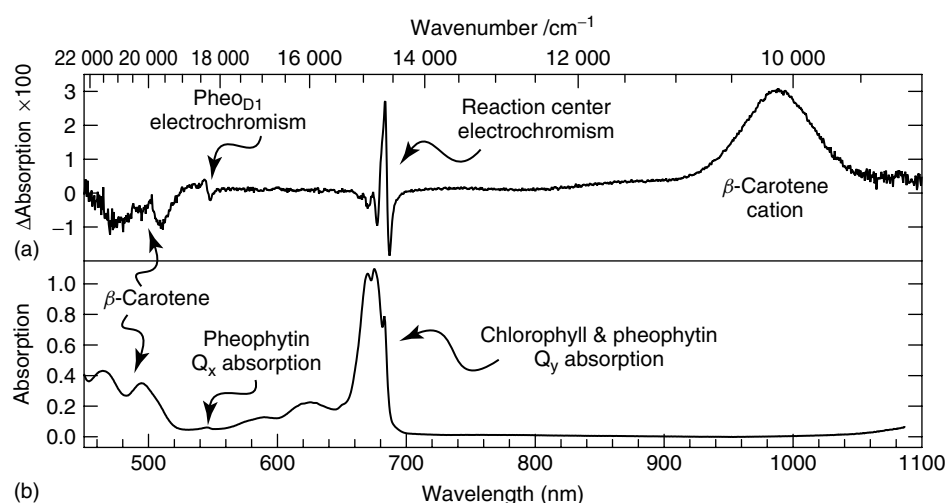 Wavenumber /cm⁻¹
22 000 20 000 18 000 16 000 14 000 12 000 10 000
ΔAbsorption ×100
3
2
1
0
−1
Pheo_D1
electrochromism
Reaction center
electrochromism
β-Carotene
cation
(a)
β-Carotene
Absorption
1.0
0.8
0.6
0.4
0.2
0.0
Pheophytin
Qₓ absorption
Chlorophyll & pheophytin
Q_y absorption
500 600 700 800 900 1000 1100
(b)
Wavelength (nm)